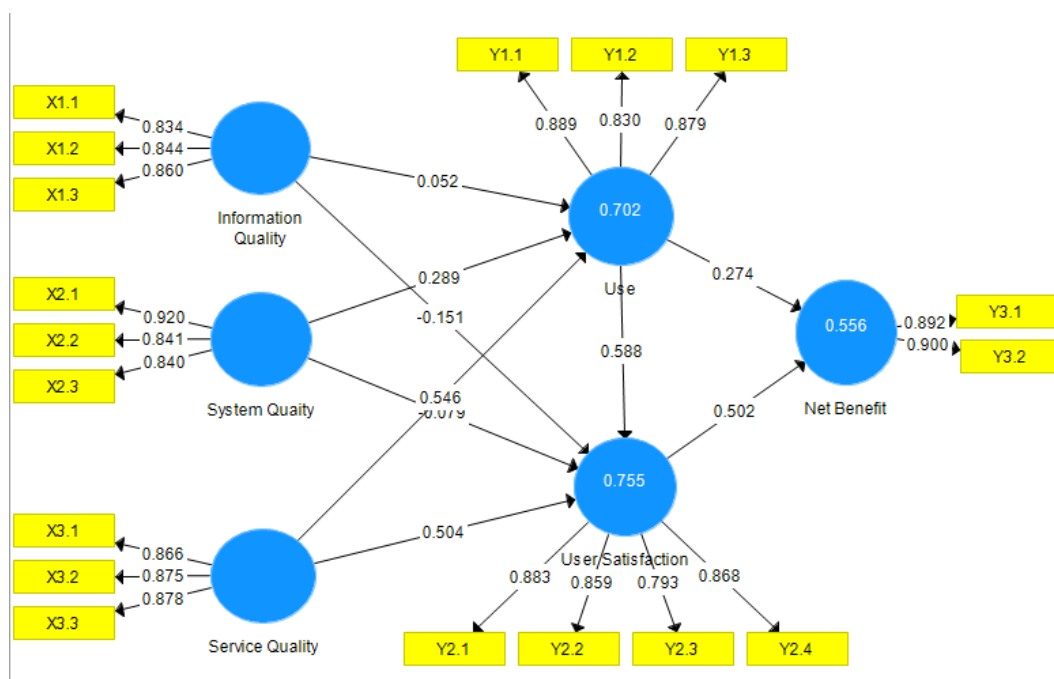 Y1.1
Y1.2
Y1.3
X1.1
X1.2
X1.3
0.834
0.844
0.860
0.889
0.830
0.879
Information
Quality
0.052
0.702
Use
X2.1
X2.2
X2.3
0.920
0.841
0.840
System Quaity
0.289
-0.151
0.274
0.588
0.556
Net Benefit
0.892
0.900
Y3.1
Y3.2
0.546
-0.079
0.502
0.755
User Satisfaction
X3.1
X3.2
X3.3
0.866
0.875
0.878
Service Quality
0.504
0.883
0.859
0.793
0.868
Y2.1
Y2.2
Y2.3
Y2.4